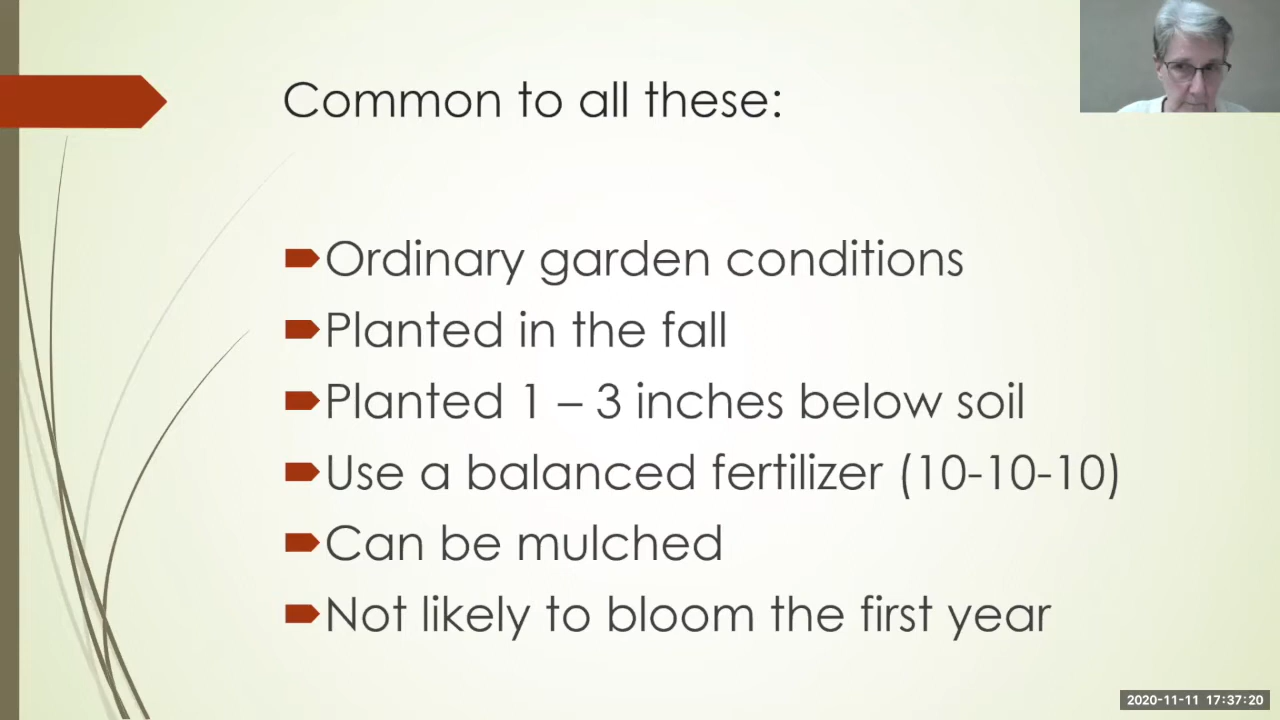 Common to all these:
Ordinary garden conditions
Planted in the fall
Planted 1 – 3 inches below soil
Use a balanced fertilizer (10-10-10)
Can be mulched
Not likely to bloom the first year
2020-11-11 17:37:20